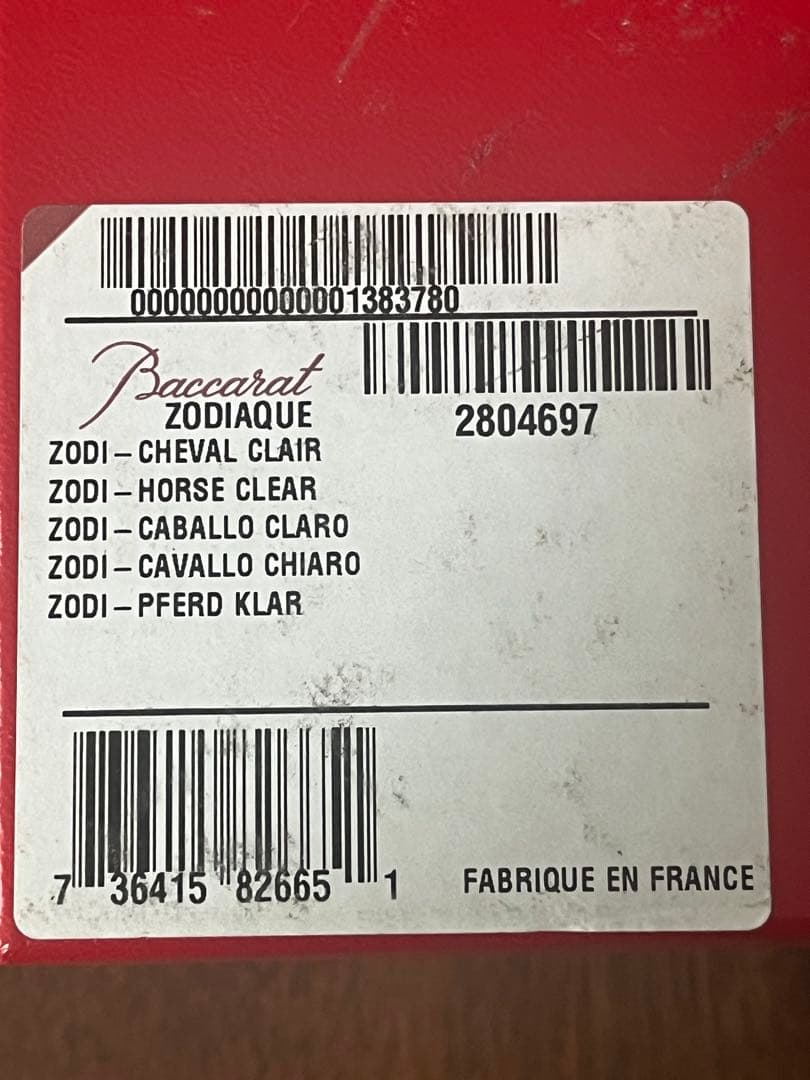 00000000000001383780
Baccarat
ZODIAQUE
2804697
ZODI–CHEVAL CLAIR
ZODI–HORSE CLEAR
ZODI–CABALLO CLARO
ZODI–CAVALLO CHIARO
ZODI–PFERD KLAR
7 36415 82665 1
FABRIQUE EN FRANCE